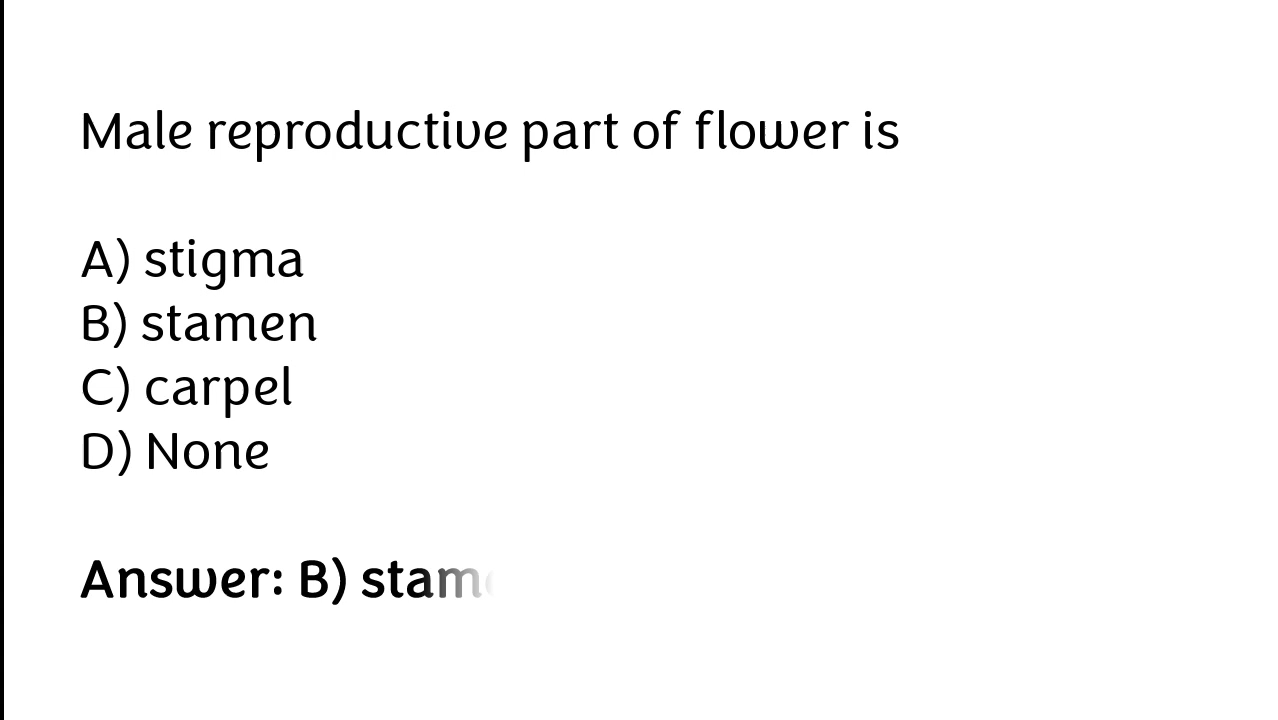 Male reproductive part of flower is
A) stigma
B) stamen
C) carpel
D) None
Answer: B) stam